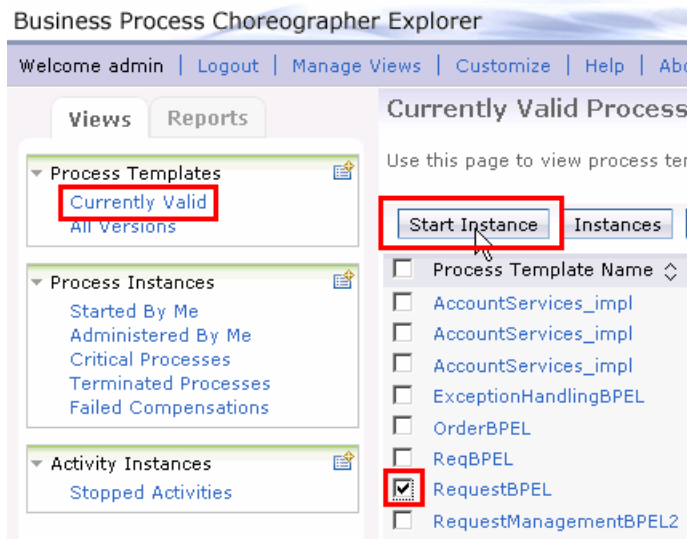 Business Process Choreographer Explorer
Welcome admin | Logout | Manage Views | Customize | Help |
Views Reports
Process Templates
Currently Valid
All Versions
Process Instances
Started By Me
Administered By Me
Critical Processes
Terminated Processes
Failed Compensations
Activity Instances
Stopped Activities
Currently Valid Process
Use this page to view process
Start Instance Instances
Process Template Name
AccountServices_impl
AccountServices_impl
AccountServices_impl
ExceptionHandlingBPEL
OrderBPEL
ReqBPEL
RequestBPEL
RequestManagementBPEL2